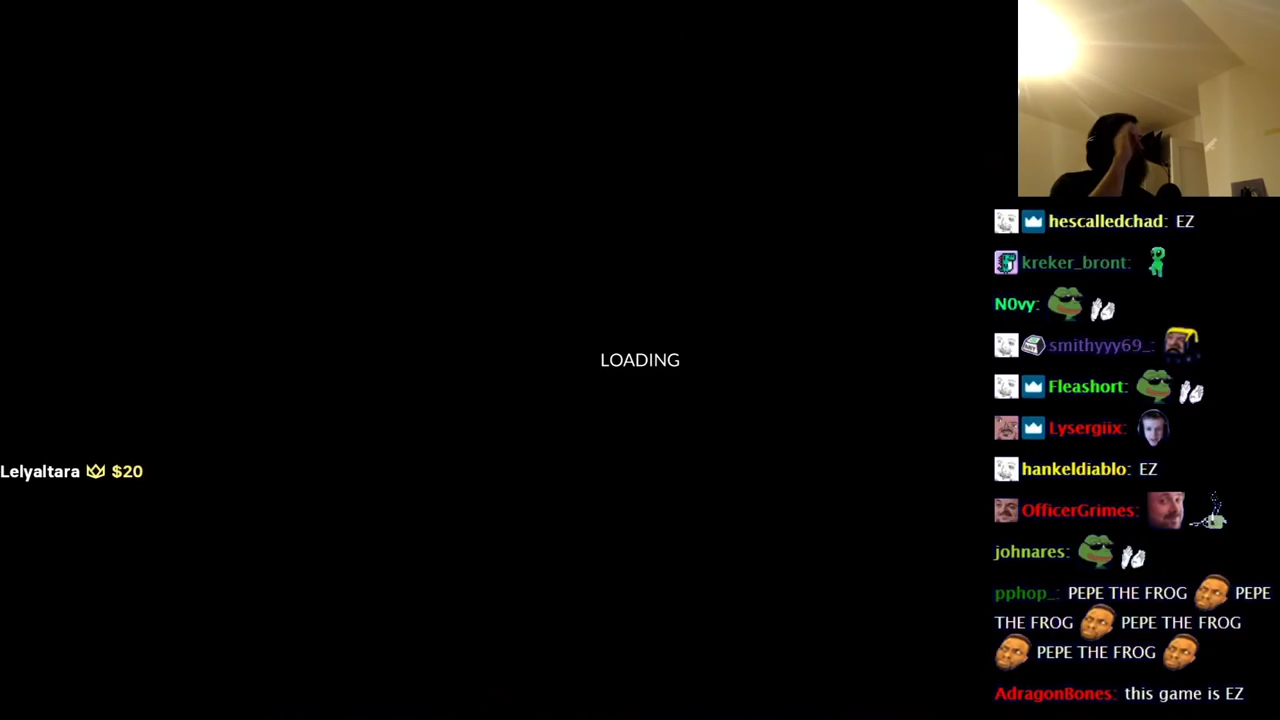 hescalledchad: EZ
kreker_bront:
N0vy:
smithyyy69_:
Fleashort:
LOADING
Lysergiix:
Lelyaltara $20
hankeldiablo: EZ
OfficerGrimes:
johnares:
pphop_: PEPE THE FROG PEPE
THE FROG PEPE THE FROG
PEPE THE FROG
AdragonBones: this game is EZ